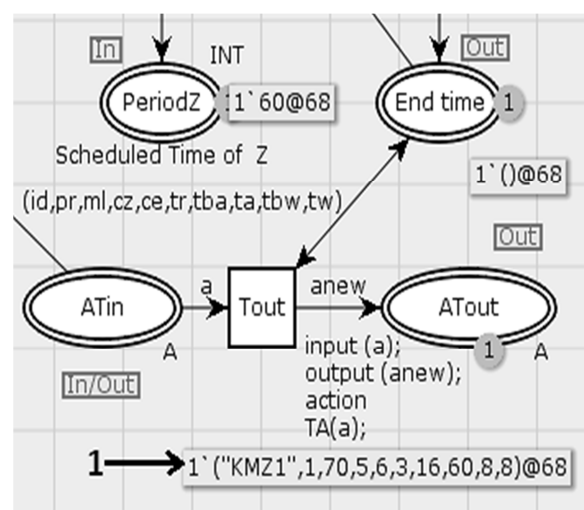 In
INT
Out
PeriodZ
1`60@68
End time
1
Scheduled Time of Z
1`()@68
(id,pr,ml,cz,ce,tr,tba,ta,tbw,tw)
Out
a
anew
ATin
Tout
ATout
A
1
A
In/Out
input (a);
output (anew);
action
TA(a);
1
1`("KMZ1",1,70,5,6,3,16,60,8,8)@68